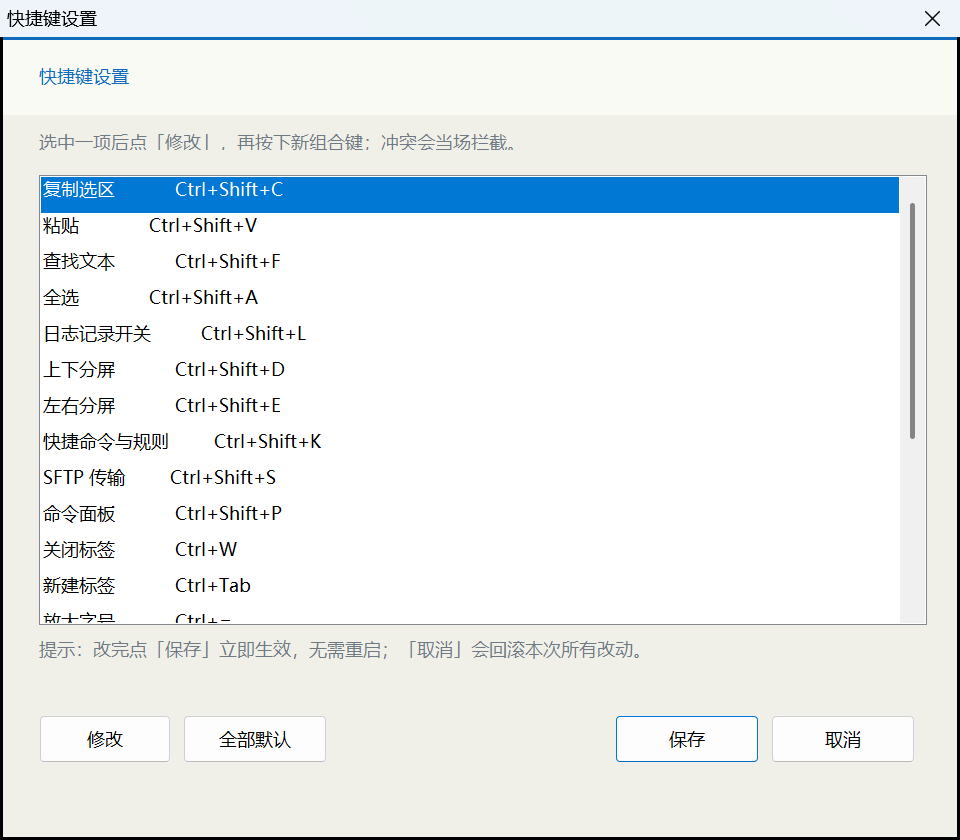 快捷键设置
快捷键设置
选中一项后点「修改」，再按下新组合键；冲突会当场拦截。
复制选区 Ctrl+Shift+C
粘贴 Ctrl+Shift+V
查找文本 Ctrl+Shift+F
全选 Ctrl+Shift+A
日志记录开关 Ctrl+Shift+L
上下分屏 Ctrl+Shift+D
左右分屏 Ctrl+Shift+E
快捷命令与规则 Ctrl+Shift+K
SFTP 传输 Ctrl+Shift+S
命令面板 Ctrl+Shift+P
关闭标签 Ctrl+W
新建标签 Ctrl+Tab
放大字号 Ctrl+=
提示：改完点「保存」立即生效，无需重启；「取消」会回滚本次所有改动。
修改 全部默认 保存 取消